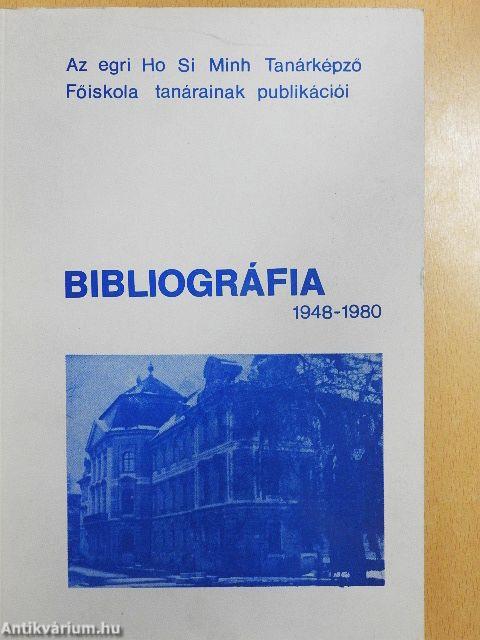 Az egri Ho Si Minh Tanárképző
Főiskola tanárainak publikációi
BIBLIOGRÁFIA
1948-1980
Antikvárium.hu